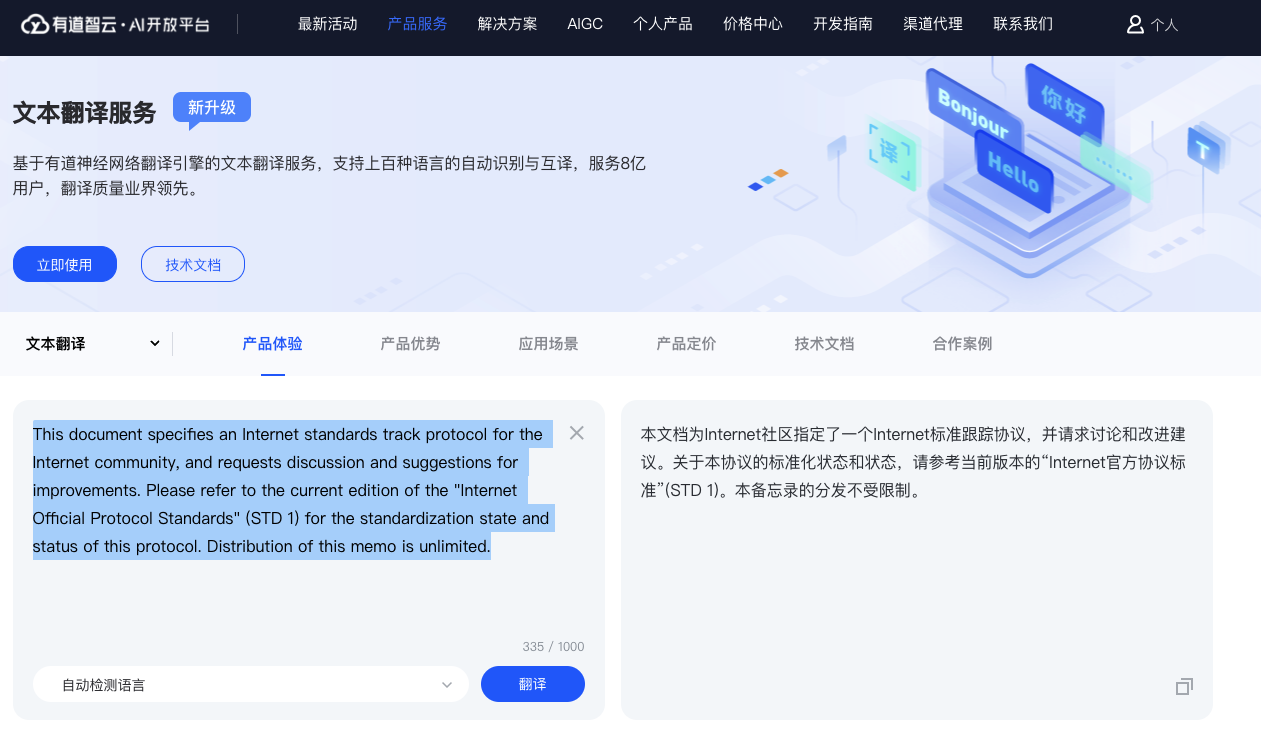 有道智云·AI开放平台
最新活动 产品服务 解决方案 AIGC 个人产品 价格中心 开发指南 渠道代理 联系我们 个人
文本翻译服务 新升级
基于有道神经网络翻译引擎的文本翻译服务，支持上百种语言的自动识别与互译，服务8亿
用户，翻译质量业界领先。
立即使用 技术文档
Bonjour
你好
译
Hello
T
文本翻译 产品体验 产品优势 应用场景 产品定价 技术文档 合作案例
This document specifies an Internet standards track protocol for the
Internet community, and requests discussion and suggestions for
improvements. Please refer to the current edition of the "Internet
Official Protocol Standards" (STD 1) for the standardization state and
status of this protocol. Distribution of this memo is unlimited.
335 / 1000
自动检测语言 翻译
本文档为Internet社区指定了一个Internet标准跟踪协议，并请求讨论和改进建
议。关于本协议的标准化状态和状态，请参考当前版本的“Internet官方协议标
准”(STD 1)。本备忘录的分发不受限制。